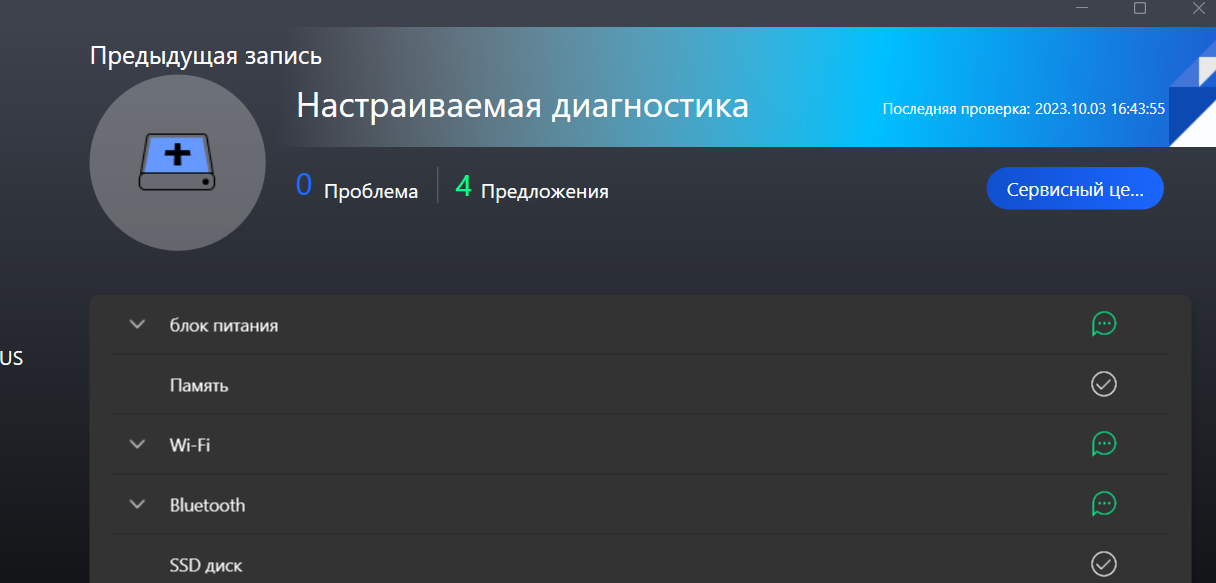 Предыдущая запись
Настраиваемая диагностика
Последняя проверка: 2023.10.03 16:43:55
0 Проблема
4 Предложения
Сервисный це...
блок питания
US
Память
Wi-Fi
Bluetooth
SSD диск